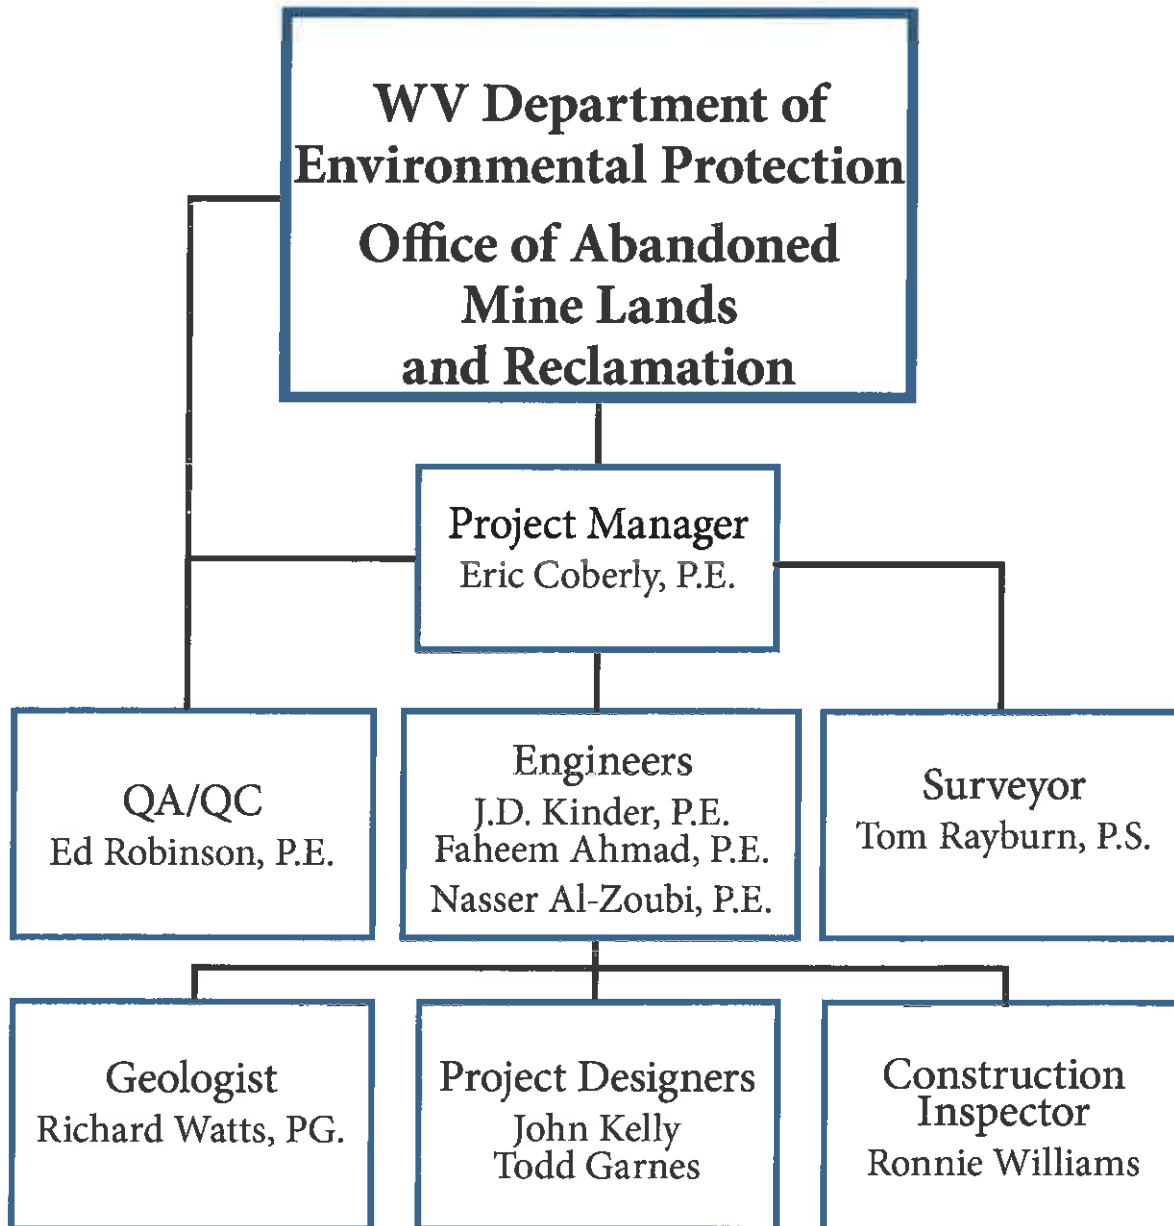 WV Department of
Environmental Protection
Office of Abandoned
Mine Lands
and Reclamation
Project Manager
Eric Coberly, P.E.
QA/QC
Ed Robinson, P.E.
Engineers
J.D. Kinder, P.E.
Faheem Ahmad, P.E.
Nasser Al-Zoubi, P.E.
Surveyor
Tom Rayburn, P.S.
Geologist
Richard Watts, PG.
Project Designers
John Kelly
Todd Garnes
Construction
Inspector
Ronnie Williams